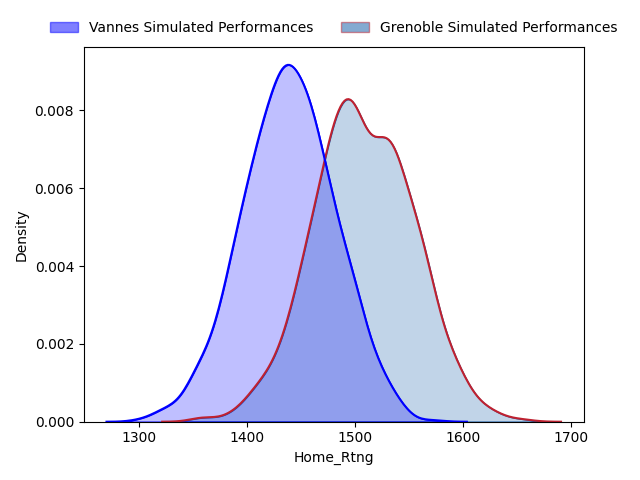 Vannes Simulated Performances Grenoble Simulated Performances
0.008
0.006
0.004
0.002
0.000
Density
1300 1400 1500 1600 1700
Home_Rtng